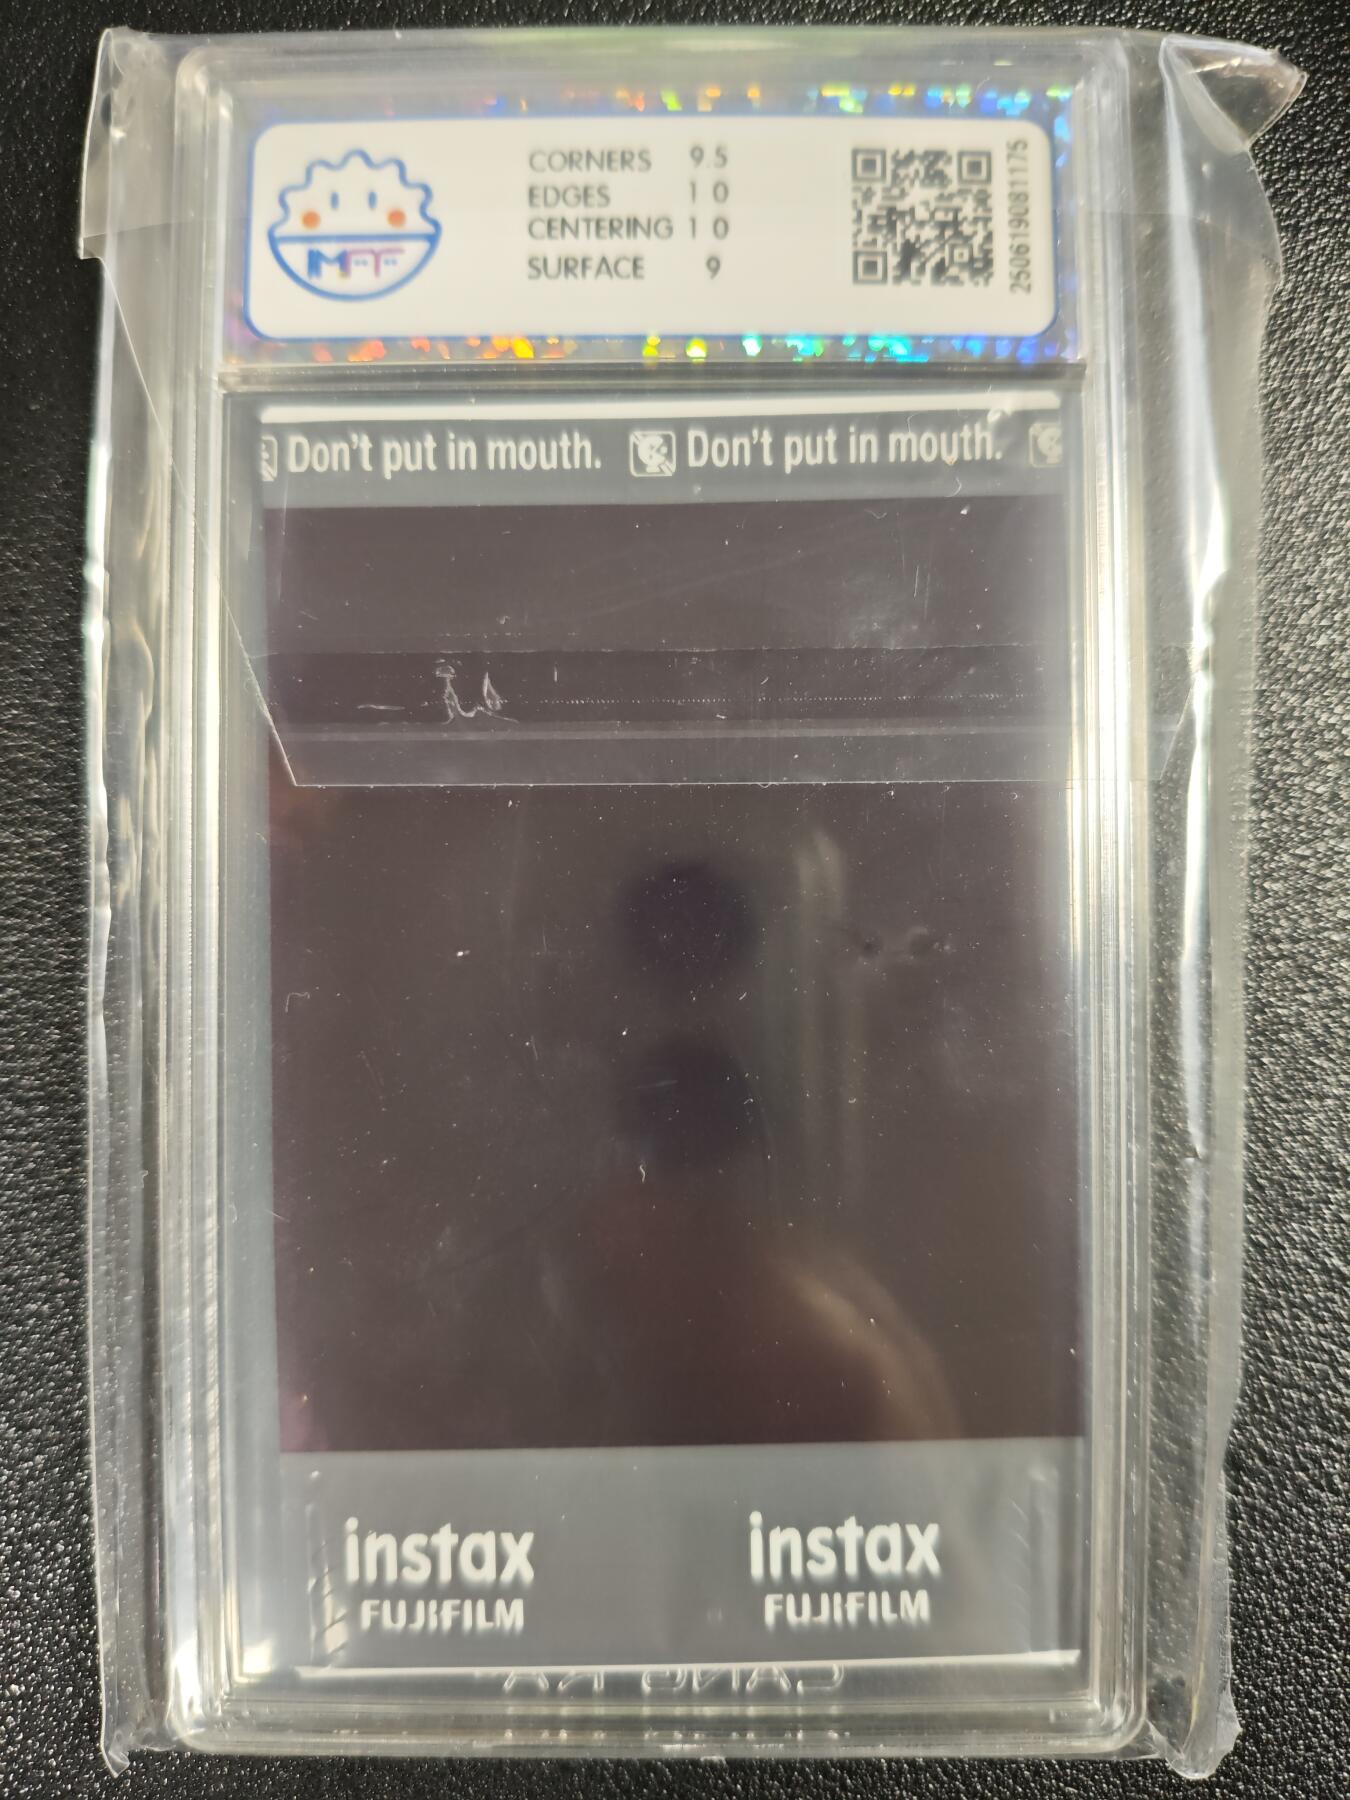 CORNERS 9.5
EDGES 10
CENTERING 10
SURFACE 9
250619081175
Don't put in mouth. Don't put in mouth.
instax instax
FUJIFILM FUJIFILM